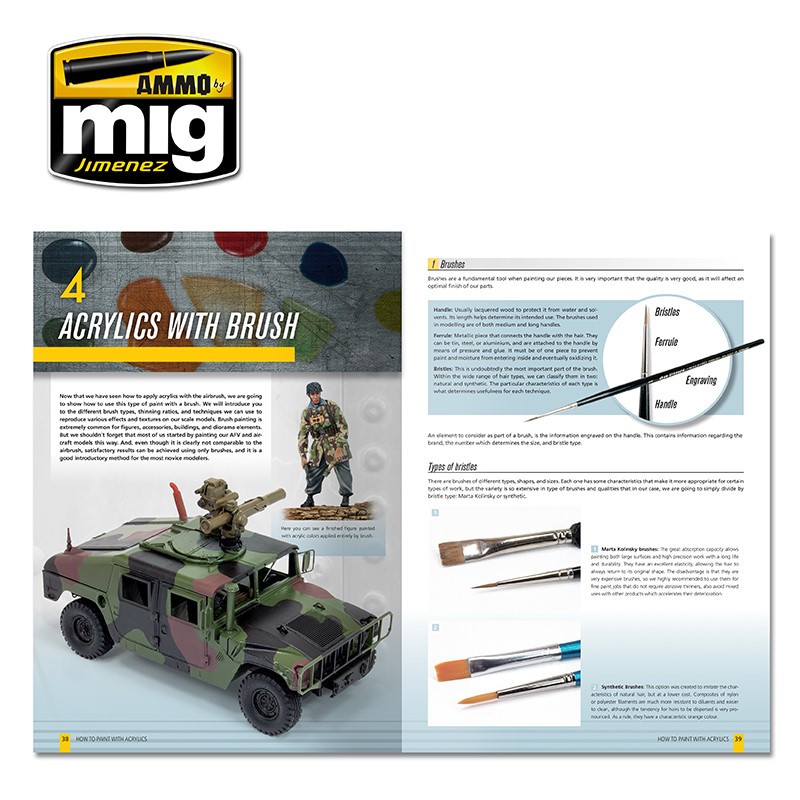 AMMO by
mig
Jimenez
4
ACRYLICS WITH BRUSH
Now that we have seen how to apply acrylics with the airbrush, we are going
to show how to use this type of paint with a brush. We will introduce you
to the different brush types, thinning ratios, and techniques we can use to
reproduce various effects and textures on our scale models. Brush painting is
extremely common for figures, accessories, buildings, and diorama elements.
But we shouldn't forget that most of us started by painting our AFV and air-
craft models this way. And, even though it is clearly not comparable to the
airbrush, satisfactory results can be achieved using only brushes, and it is a
good introductory method for the most novice modelers.
Here you can see a finished figure painted
with acrylic colors applied entirely by brush.
38 HOW TO PAINT WITH ACRYLICS
1 Brushes
Brushes are a fundamental tool when painting our pieces. It is very important that the quality is very good, as it will affect an
optimal finish of our parts.
Handle: Usually lacquered wood to protect it from water and sol-
vents. Its length helps determine its intended use. The brushes used
in modelling are of both medium and long handles.
Ferrule: Metallic piece that connects the handle with the hair. They
can be tin, steel, or aluminium, and are attached to the handle by
means of pressure and glue. It must be of one piece to prevent
paint and moisture from entering inside and eventually oxidizing it.
Bristles: This is undoubtedly the most important part of the brush.
Within the wide range of hair types, we can classify them in two:
natural and synthetic. The particular characteristics of each type is
what determines usefulness for each technique.
Bristles
Ferrule
Engraving
Handle
An element to consider as part of a brush, is the information engraved on the handle. This contains information regarding the
brand, the number which determines the size, and bristle type.
Types of bristles
There are brushes of different types, shapes, and sizes. Each one has some characteristics that make it more appropriate for certain
types of work, but the variety is so extensive in type of brushes and qualities that in our case, we are going to simply divide by
bristle type: Marta Kolinsky or synthetic.
1
1 Marta Kolinsky brushes: The great absorption capacity allows
painting both large surfaces and high precision work with a long life
and durability. They have an excellent elasticity, allowing the hair to
always return to its original shape. The disadvantage is that they are
very expensive brushes, so we highly recommended to use them for
fine paint jobs that do not require abrasive thinners, also avoid mixed
uses with other products which accelerates their deterioration.
2
2 Synthetic Brushes: This option was created to imitate the char-
acteristics of natural hair, but at a lower cost. Composites of nylon
or polyester filaments are much more resistant to diluents and easier
to clean, although the tendency for hairs to be dispersed is very pro-
nounced. As a rule, they have a characteristic orange colour.
HOW TO PAINT WITH ACRYLICS 39